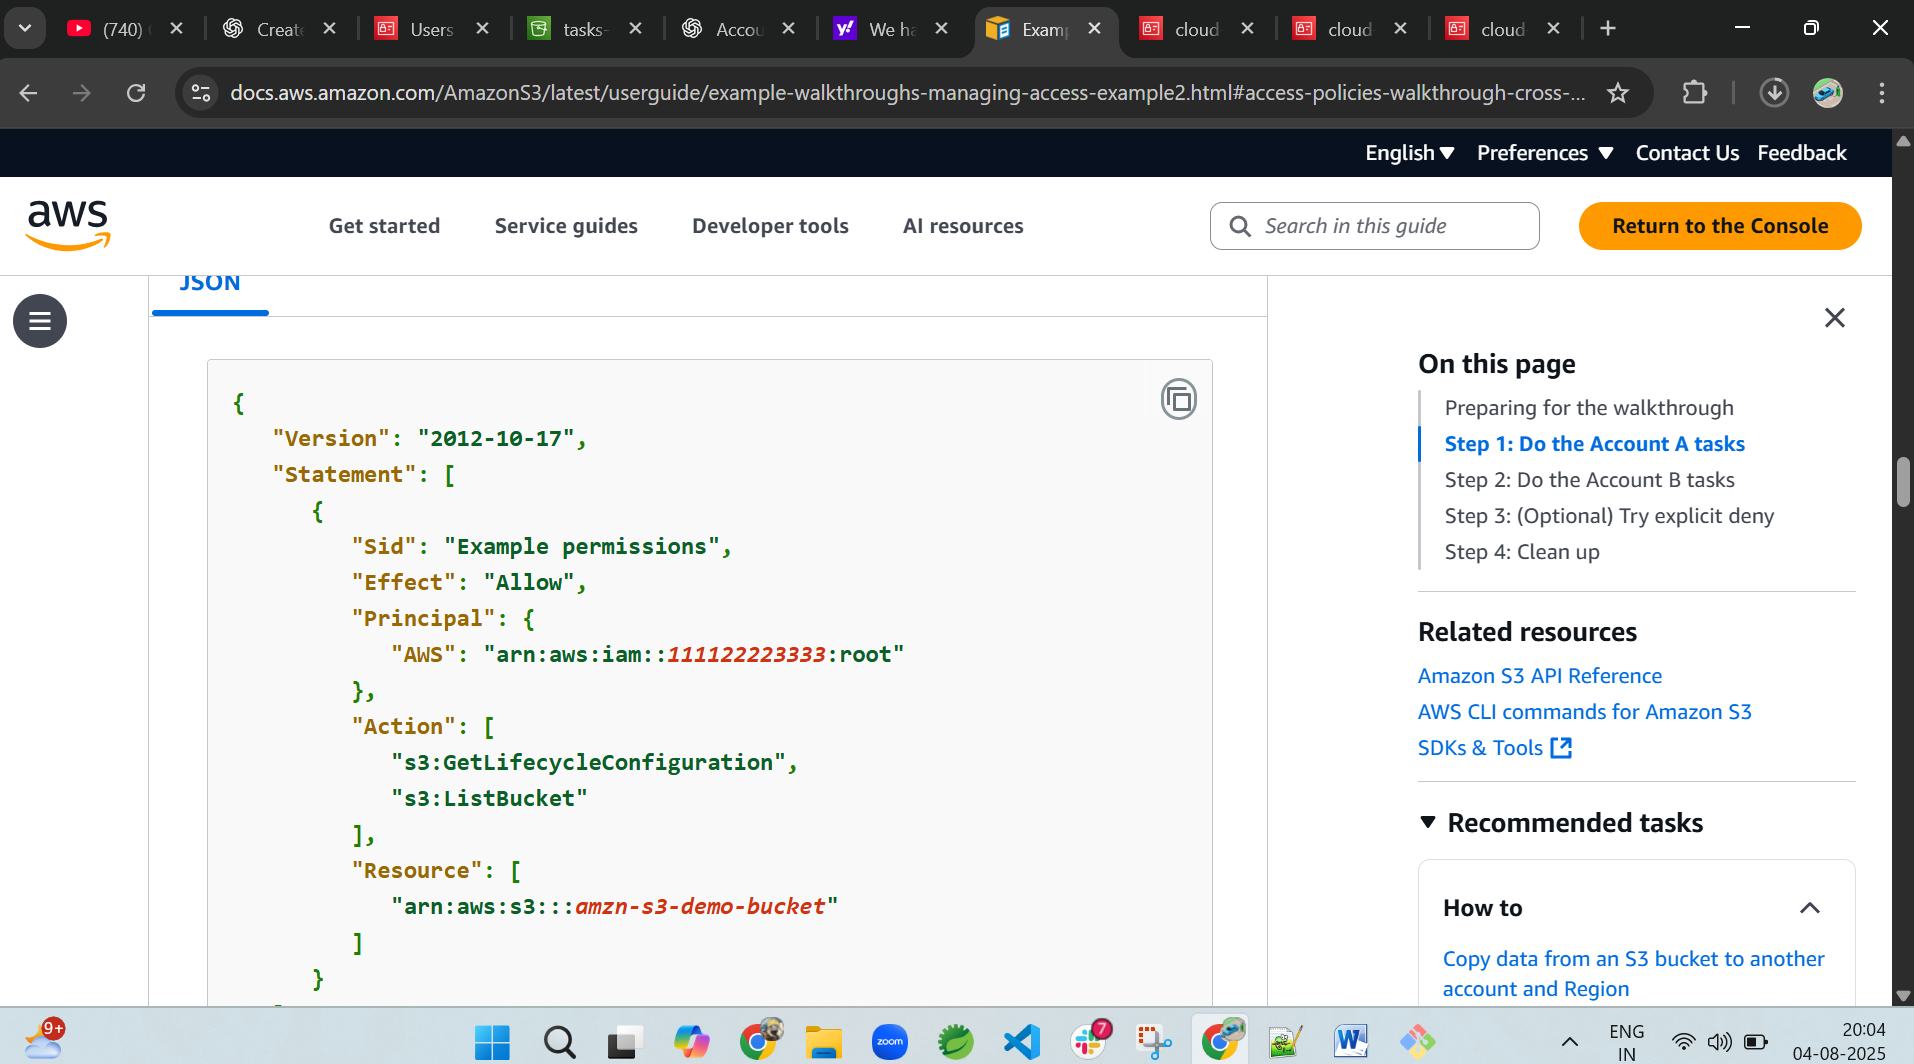 (740)
Create
Users
tasks-
Accou
We ha
Examp
cloud
cloud
cloud
docs.aws.amazon.com/AmazonS3/latest/userguide/example-walkthroughs-managing-access-example2.html#access-policies-walkthrough-cross-...
English Preferences Contact Us Feedback
aws
Get started
Service guides
Developer tools
AI resources
Search in this guide
Return to the Console
JSON
{
"Version": "2012-10-17",
"Statement": [
{
"Sid": "Example permissions",
"Effect": "Allow",
"Principal": {
"AWS": "arn:aws:iam::111122223333:root"
},
"Action": [
"s3:GetLifecycleConfiguration",
"s3:ListBucket"
],
"Resource": [
"arn:aws:s3:::amzn-s3-demo-bucket"
]
}
On this page
Preparing for the walkthrough
Step 1: Do the Account A tasks
Step 2: Do the Account B tasks
Step 3: (Optional) Try explicit deny
Step 4: Clean up
Related resources
Amazon S3 API Reference
AWS CLI commands for Amazon S3
SDKs & Tools
Recommended tasks
How to
Copy data from an S3 bucket to another
account and Region
9+
zoom
7
W
ENG
IN
20:04
04-08-2025